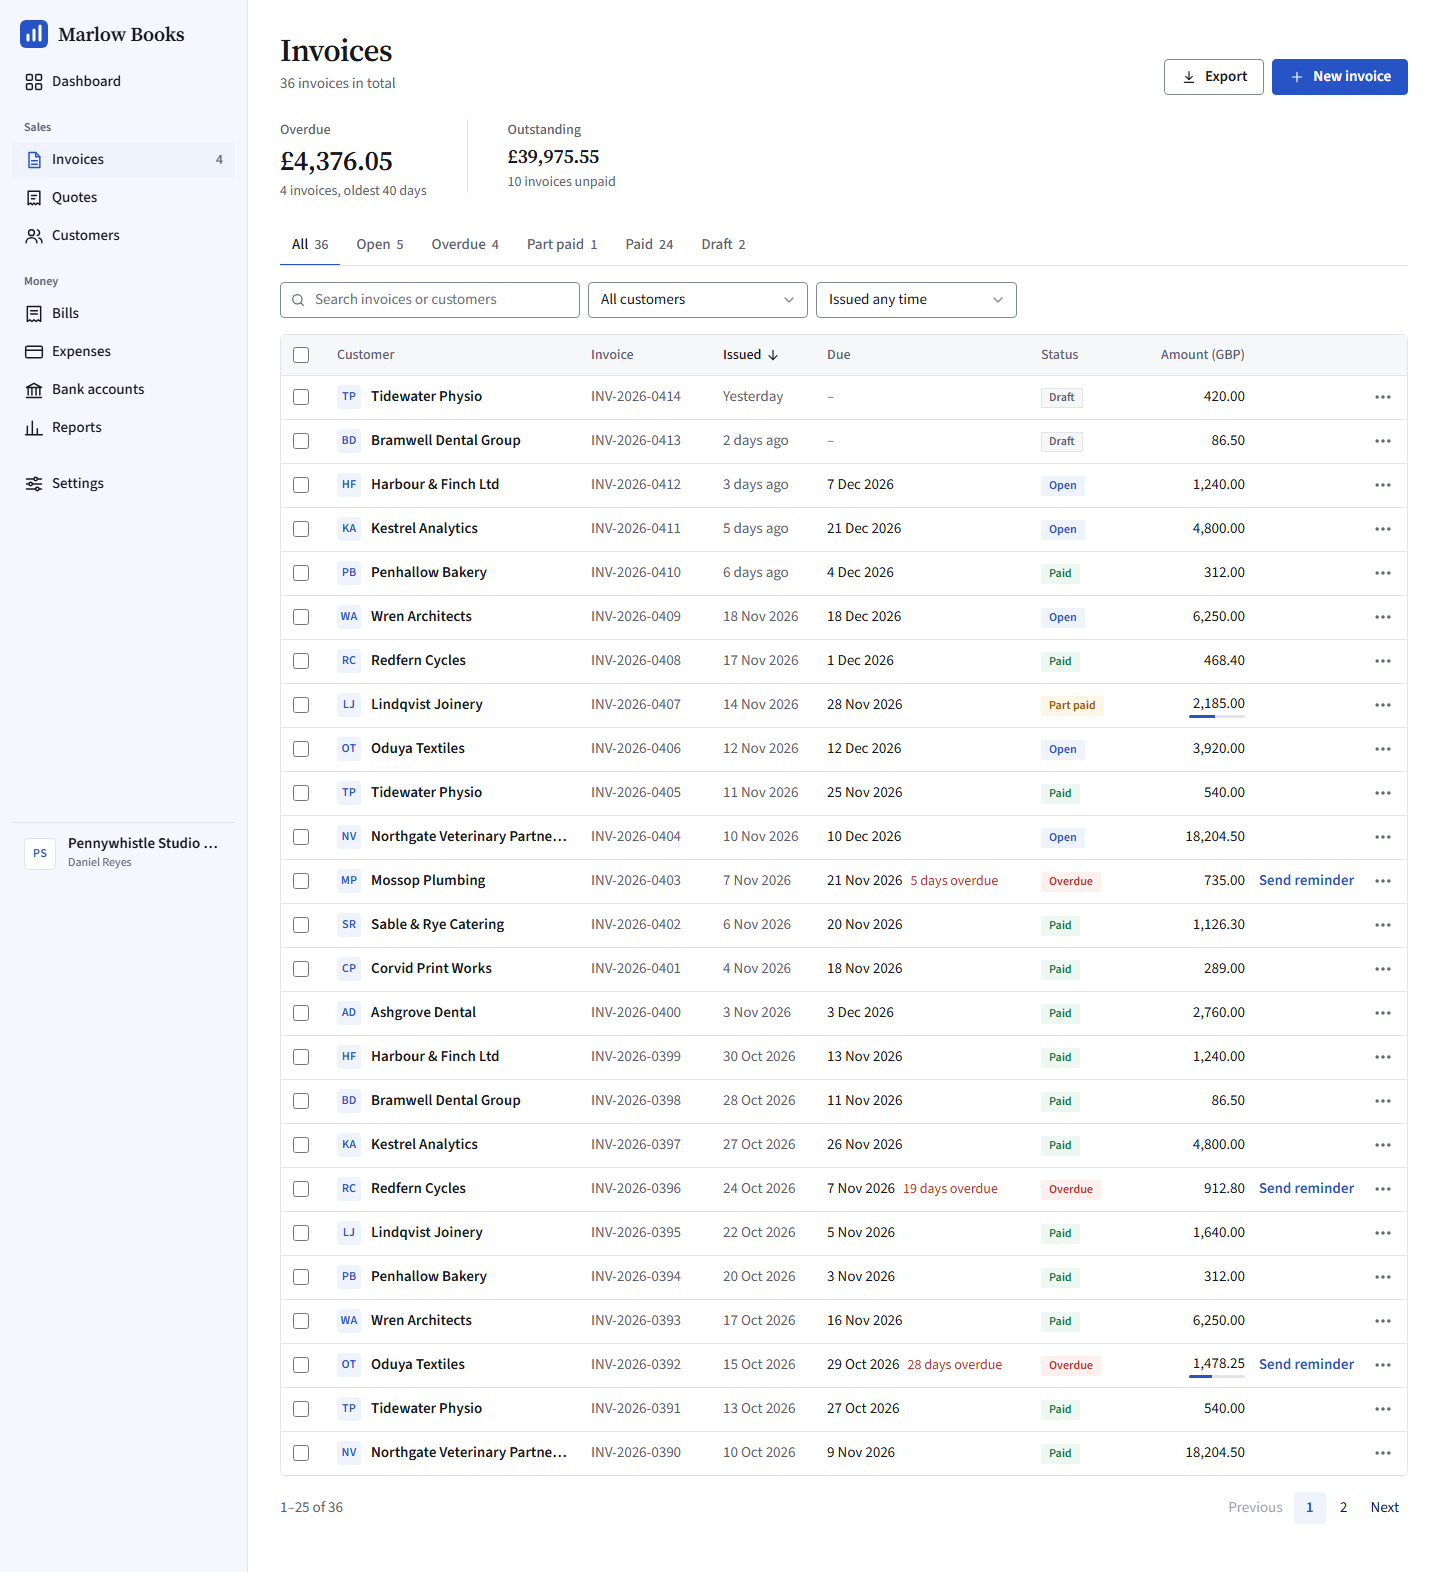 Marlow Books
Dashboard
Sales
Invoices 4
Quotes
Customers
Money
Bills
Expenses
Bank accounts
Reports
Settings
PS Pennywhistle Studio …
Daniel Reyes
Invoices
36 invoices in total
Export
New invoice
Overdue
£4,376.05
4 invoices, oldest 40 days
Outstanding
£39,975.55
10 invoices unpaid
All 36 Open 5 Overdue 4 Part paid 1 Paid 24 Draft 2
Search invoices or customers All customers Issued any time
Customer Invoice Issued ↓ Due Status Amount (GBP)
TP Tidewater Physio INV-2026-0414 Yesterday – Draft 420.00
BD Bramwell Dental Group INV-2026-0413 2 days ago – Draft 86.50
HF Harbour & Finch Ltd INV-2026-0412 3 days ago 7 Dec 2026 Open 1,240.00
KA Kestrel Analytics INV-2026-0411 5 days ago 21 Dec 2026 Open 4,800.00
PB Penhallow Bakery INV-2026-0410 6 days ago 4 Dec 2026 Paid 312.00
WA Wren Architects INV-2026-0409 18 Nov 2026 18 Dec 2026 Open 6,250.00
RC Redfern Cycles INV-2026-0408 17 Nov 2026 1 Dec 2026 Paid 468.40
LJ Lindqvist Joinery INV-2026-0407 14 Nov 2026 28 Nov 2026 Part paid 2,185.00
OT Oduya Textiles INV-2026-0406 12 Nov 2026 12 Dec 2026 Open 3,920.00
TP Tidewater Physio INV-2026-0405 11 Nov 2026 25 Nov 2026 Paid 540.00
NV Northgate Veterinary Partne… INV-2026-0404 10 Nov 2026 10 Dec 2026 Open 18,204.50
MP Mossop Plumbing INV-2026-0403 7 Nov 2026 21 Nov 2026 5 days overdue Overdue 735.00 Send reminder
SR Sable & Rye Catering INV-2026-0402 6 Nov 2026 20 Nov 2026 Paid 1,126.30
CP Corvid Print Works INV-2026-0401 4 Nov 2026 18 Nov 2026 Paid 289.00
AD Ashgrove Dental INV-2026-0400 3 Nov 2026 3 Dec 2026 Paid 2,760.00
HF Harbour & Finch Ltd INV-2026-0399 30 Oct 2026 13 Nov 2026 Paid 1,240.00
BD Bramwell Dental Group INV-2026-0398 28 Oct 2026 11 Nov 2026 Paid 86.50
KA Kestrel Analytics INV-2026-0397 27 Oct 2026 26 Nov 2026 Paid 4,800.00
RC Redfern Cycles INV-2026-0396 24 Oct 2026 7 Nov 2026 19 days overdue Overdue 912.80 Send reminder
LJ Lindqvist Joinery INV-2026-0395 22 Oct 2026 5 Nov 2026 Paid 1,640.00
PB Penhallow Bakery INV-2026-0394 20 Oct 2026 3 Nov 2026 Paid 312.00
WA Wren Architects INV-2026-0393 17 Oct 2026 16 Nov 2026 Paid 6,250.00
OT Oduya Textiles INV-2026-0392 15 Oct 2026 29 Oct 2026 28 days overdue Overdue 1,478.25 Send reminder
TP Tidewater Physio INV-2026-0391 13 Oct 2026 27 Oct 2026 Paid 540.00
NV Northgate Veterinary Partne… INV-2026-0390 10 Oct 2026 9 Nov 2026 Paid 18,204.50
1–25 of 36 Previous 1 2 Next